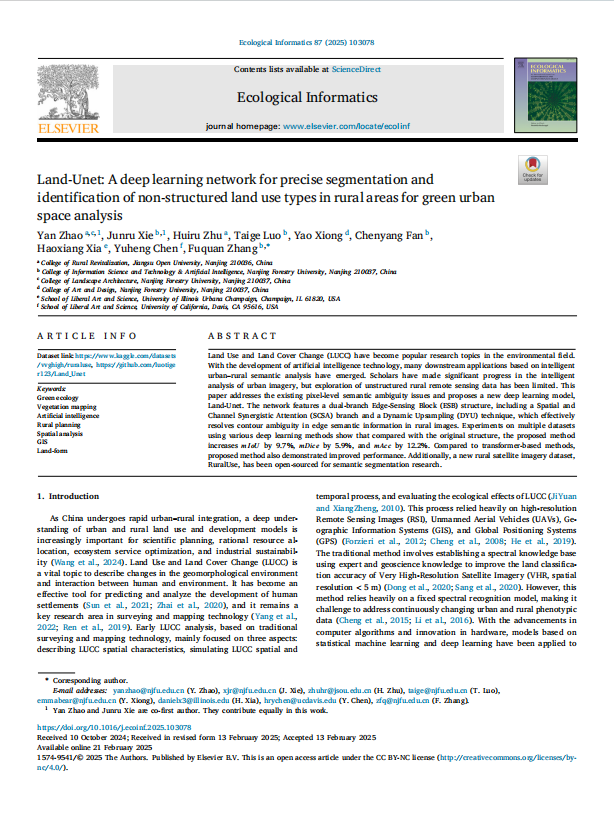 Ecological Informatics 87 (2025) 103078
Contents lists available at ScienceDirect
Ecological Informatics
journal homepage: www.elsevier.com/locate/ecolinf
ELSEVIER
ECOLOGICAL
INFORMATICS
Check for
updates
Land-Unet: A deep learning network for precise segmentation and
identification of non-structured land use types in rural areas for green urban
space analysis
Yan Zhao a,c,1, Junru Xie b,1, Huiru Zhu a, Taige Luo b, Yao Xiong d, Chenyang Fan b,
Haoxiang Xia e, Yuheng Chen f, Fuquan Zhang b,*
a College of Rural Revitalization, Jiangsu Open University, Nanjing 210036, China
b College of Information Science and Technology & Artificial Intelligence, Nanjing Forestry University, Nanjing 210037, China
c College of Landscape Architecture, Nanjing Forestry University, Nanjing 210037, China
d College of Art and Design, Nanjing Forestry University, Nanjing 210037, China
e School of Liberal Art and Science, University of Illinois Urbana Champaign, Champaign, IL 61820, USA
f School of Liberal Art and Science, University of California, Davis, CA 95616, USA
ARTICLE INFO
Dataset link: https://www.kaggle.com/datasets
/vvghigh/ruraluse, https://github.com/luotige
r123/Land_Unet
Keywords:
Green ecology
Vegetation mapping
Artificial intelligence
Rural planning
Spatial analysis
GIS
Land-form
ABSTRACT
Land Use and Land Cover Change (LUCC) have become popular research topics in the environmental field.
With the development of artificial intelligence technology, many downstream applications based on intelligent
urban–rural semantic analysis have emerged. Scholars have made significant progress in the intelligent
analysis of urban imagery, but exploration of unstructured rural remote sensing data has been limited. This
paper addresses the existing pixel-level semantic ambiguity issues and proposes a new deep learning model,
Land-Unet. The network features a dual-branch Edge-Sensing Block (ESB) structure, including a Spatial and
Channel Synergistic Attention (SCSA) branch and a Dynamic Upsampling (DYU) technique, which effectively
resolves contour ambiguity in edge semantic information in rural images. Experiments on multiple datasets
using various deep learning methods show that compared with the original structure, the proposed method
increases mIoU by 9.7%, mDice by 5.9%, and mAcc by 12.2%. Compared to transformer-based methods,
proposed method also demonstrated improved performance. Additionally, a new rural satellite imagery dataset,
RuralUse, has been open-sourced for semantic segmentation research.
1. Introduction
As China undergoes rapid urban–rural integration, a deep under-
standing of urban and rural land use and development models is
increasingly important for scientific planning, rational resource al-
location, ecosystem service optimization, and industrial sustainabil-
ity (Wang et al., 2024). Land Use and Land Cover Change (LUCC) is
a vital topic to describe changes in the geomorphological environment
and interaction between human and environment. It has become an
effective tool for predicting and analyze the development of human
settlements (Sun et al., 2021; Zhai et al., 2020), and it remains a
key research area in surveying and mapping technology (Yang et al.,
2022; Ren et al., 2019). Early LUCC analysis, based on traditional
surveying and mapping technology, mainly focused on three aspects:
describing LUCC spatial characteristics, simulating LUCC spatial and
temporal process, and evaluating the ecological effects of LUCC (JiYuan
and XiangZheng, 2010). This process relied heavily on high-resolution
Remote Sensing Images (RSI), Unmanned Aerial Vehicles (UAVs), Ge-
ographic Information Systems (GIS), and Global Positioning Systems
(GPS) (Forzieri et al., 2012; Cheng et al., 2008; He et al., 2019).
The traditional method involves establishing a spectral knowledge base
using expert and geoscience knowledge to improve the land classifica-
tion accuracy of Very High-Resolution Satellite Imagery (VHR, spatial
resolution < 5 m) (Dong et al., 2020; Sang et al., 2020). However, this
method relies heavily on a fixed spectral recognition model, making it
challenge to address continuously changing urban and rural phenotypic
data (Cheng et al., 2015; Li et al., 2016). With the advancements in
computer algorithms and innovation in hardware, models based on
statistical machine learning and deep learning have been applied to
* Corresponding author.
E-mail addresses: yanzhao@njfu.edu.cn (Y. Zhao), xjr@njfu.edu.cn (J. Xie), zhuhr@jsou.edu.cn (H. Zhu), taige@njfu.edu.cn (T. Luo),
emmabear@njfu.edu.cn (Y. Xiong), danielx3@illinois.edu (H. Xia), hrychen@ucdavis.edu (Y. Chen), zfq@njfu.edu.cn (F. Zhang).
1 Yan Zhao and Junru Xie are co-first author. They contribute equally in this work.
https://doi.org/10.1016/j.ecoinf.2025.103078
Received 10 October 2024; Received in revised form 13 February 2025; Accepted 13 February 2025
Available online 21 February 2025
1574-9541/© 2025 The Authors. Published by Elsevier B.V. This is an open access article under the CC BY-NC license (http://creativecommons.org/licenses/by-
nc/4.0/).